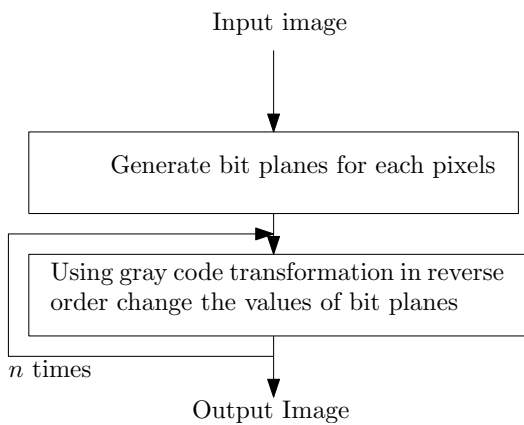 Input image
Generate bit planes for each pixels
Using gray code transformation in reverse
order change the values of bit planes
n times
Output Image